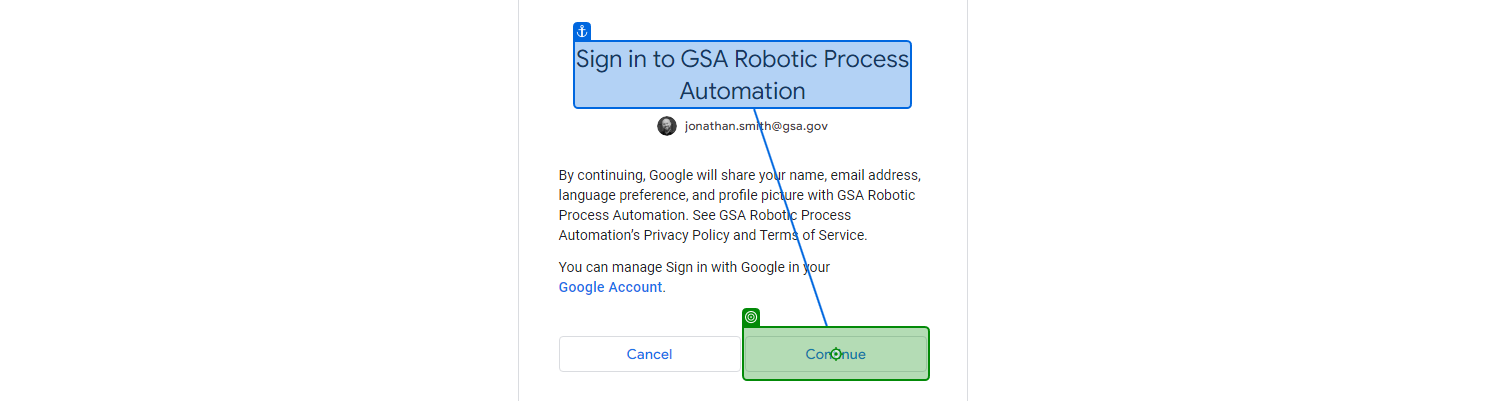 Sign in to GSA Robotic Process
Automation
jonathan.smith@gsa.gov
By continuing, Google will share your name, email address,
language preference, and profile picture with GSA Robotic
Process Automation. See GSA Robotic Process
Automation’s Privacy Policy and Terms of Service.
You can manage Sign in with Google in your
Google Account.
Cancel Continue